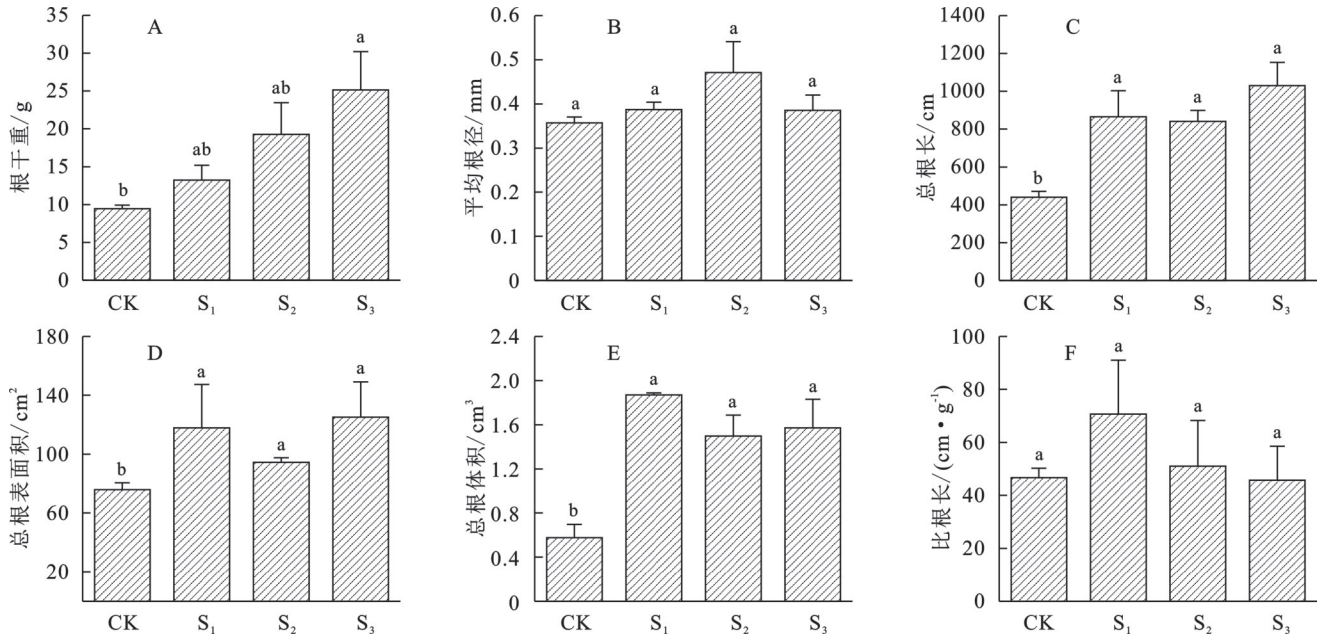 A
根干重/g
35
30
25
20
15
10
5
0
b
ab
ab
a
CK S₁ S₂ S₃
B
平均根径/mm
0.6
0.5
0.4
0.3
0.2
0.1
0
a
a
a
a
CK S₁ S₂ S₃
C
总根长/cm
1400
1200
1000
800
600
400
200
0
b
a
a
a
CK S₁ S₂ S₃
D
总根表面积/cm²
180
140
100
60
20
b
a
a
a
CK S₁ S₂ S₃
E
总根体积/cm³
2.4
2.0
1.6
1.2
0.8
0.4
0
b
a
a
a
CK S₁ S₂ S₃
F
比根长/(cm·g⁻¹)
100
80
60
40
20
0
a
a
a
a
CK S₁ S₂ S₃